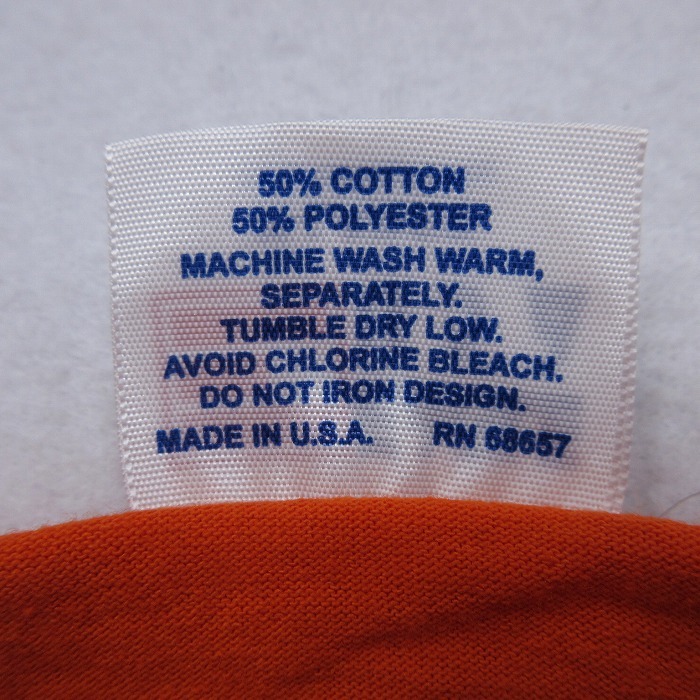 50% COTTON
50% POLYESTER
MACHINE WASH WARM,
SEPARATELY.
TUMBLE DRY LOW.
AVOID CHLORINE BLEACH.
DO NOT IRON DESIGN.
MADE IN U.S.A. RN 68657